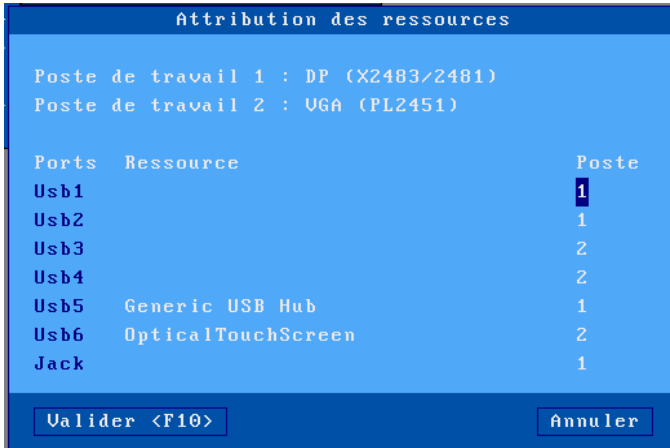 Attribution des ressources
Poste de travail 1 : DP (X2483/2481)
Poste de travail 2 : VGA (PL2451)
Ports Ressource Poste
Usb1 1
Usb2 1
Usb3 2
Usb4 2
Usb5 Generic USB Hub 1
Usb6 OpticalTouchScreen 2
Jack 1
Valider <F10> Annuler